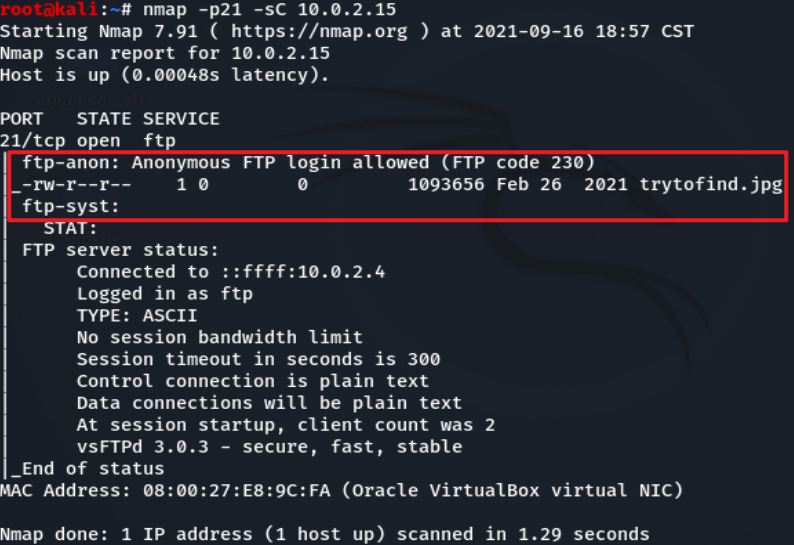 root@kali:~# nmap -p21 -sC 10.0.2.15
Starting Nmap 7.91 ( https://nmap.org ) at 2021-09-16 18:57 CST
Nmap scan report for 10.0.2.15
Host is up (0.00048s latency).
checksec.sh
PORT   STATE SERVICE
21/tcp open  ftp
| ftp-anon: Anonymous FTP login allowed (FTP code 230)
|_-rw-r--r--    1 0        0         1093656 Feb 26  2021 trytofind.jpg
| ftp-syst:
|   STAT:
| FTP server status:
|      Connected to ::ffff:10.0.2.4
|      Logged in as ftp
|      TYPE: ASCII
|      No session bandwidth limit
|      Session timeout in seconds is 300
|      Control connection is plain text
|      Data connections will be plain text
|      At session startup, client count was 2
|      vsFTPd 3.0.3 - secure, fast, stable
|_End of status
MAC Address: 08:00:27:E8:9C:FA (Oracle VirtualBox virtual NIC)
Nmap done: 1 IP address (1 host up) scanned in 1.29 seconds